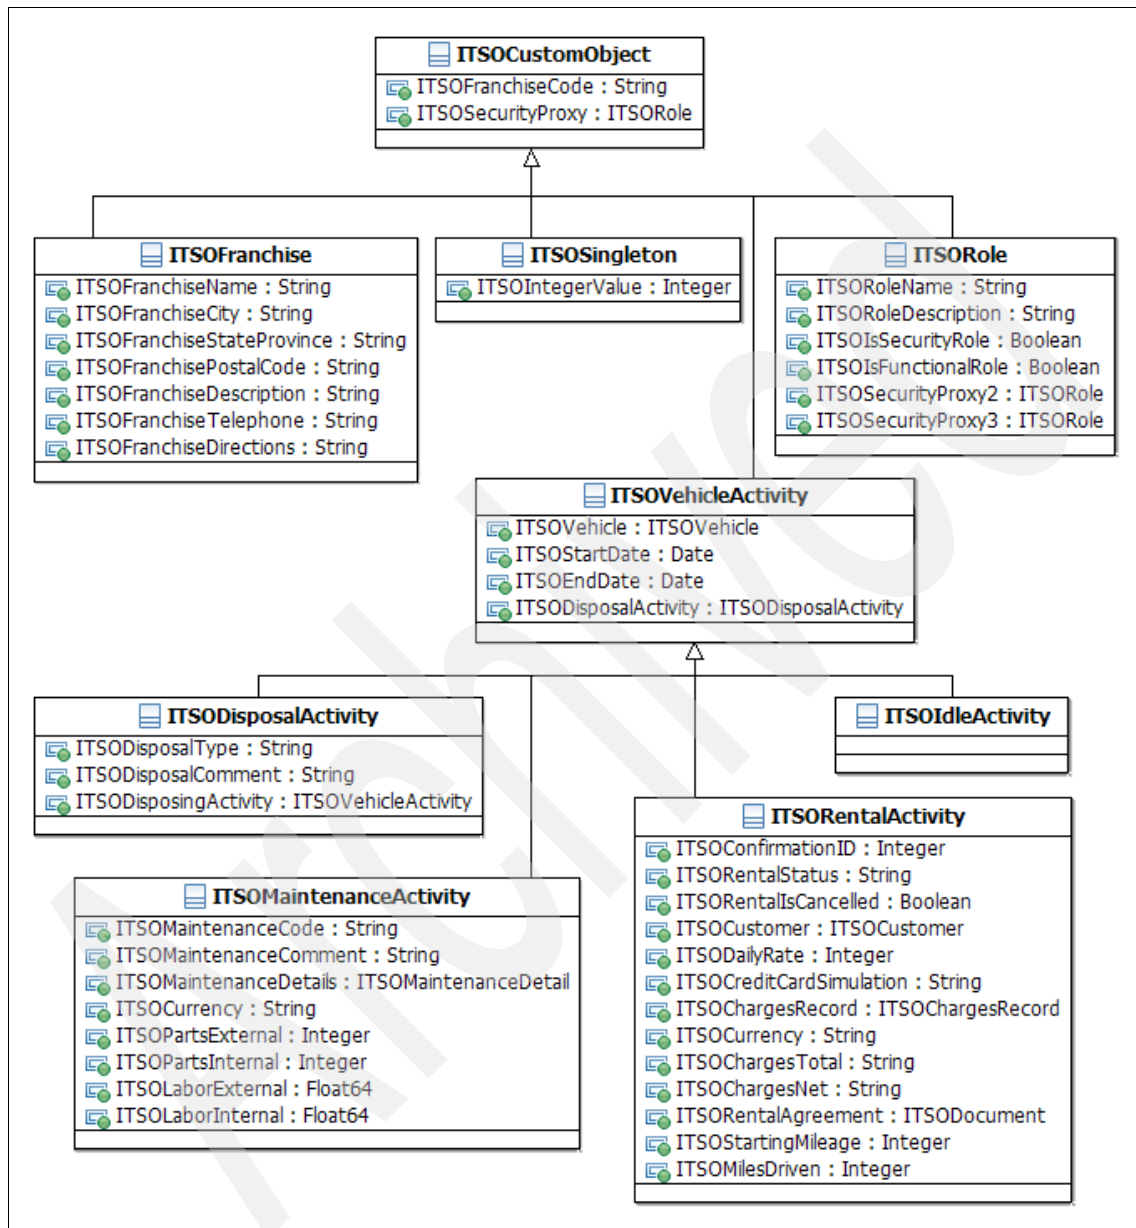 ITSOCustomObject
ITSOFranchiseCode : String
ITSOSecurityProxy : ITSORole
ITSOFranchise
ITSOFranchiseName : String
ITSOFranchiseCity : String
ITSOFranchiseStateProvince : String
ITSOFranchisePostalCode : String
ITSOFranchiseDescription : String
ITSOFranchiseTelephone : String
ITSOFranchiseDirections : String
ITSOSingleton
ITSOIntegerValue : Integer
ITSORole
ITSORoleName : String
ITSORoleDescription : String
ITSOIsSecurityRole : Boolean
ITSOIsFunctionalRole : Boolean
ITSOSecurityProxy2 : ITSORole
ITSOSecurityProxy3 : ITSORole
ITSOVehicleActivity
ITSOVehicle : ITSOVehicle
ITSOStartDate : Date
ITSOEndDate : Date
ITSODisposalActivity : ITSODisposalActivity
ITSODisposalActivity
ITSODisposalType : String
ITSODisposalComment : String
ITSODisposingActivity : ITSOVehicleActivity
ITSOIdleActivity
ITSOMaintenanceActivity
ITSOMaintenanceCode : String
ITSOMaintenanceComment : String
ITSOMaintenanceDetails : ITSOMaintenanceDetail
ITSOCurrency : String
ITSOPartsExternal : Integer
ITSOPartsInternal : Integer
ITSOLaborExternal : Float64
ITSOLaborInternal : Float64
ITSORentalActivity
ITSOConfirmationID : Integer
ITSORentalStatus : String
ITSORentalIsCancelled : Boolean
ITSOCustomer : ITSOCustomer
ITSODailyRate : Integer
ITSOCreditCardSimulation : String
ITSOChargesRecord : ITSOChargesRecord
ITSOCurrency : String
ITSOChargesTotal : String
ITSOChargesNet : String
ITSORentalAgreement : ITSODocument
ITSOStartingMileage : Integer
ITSOMilesDriven : Integer
Archived